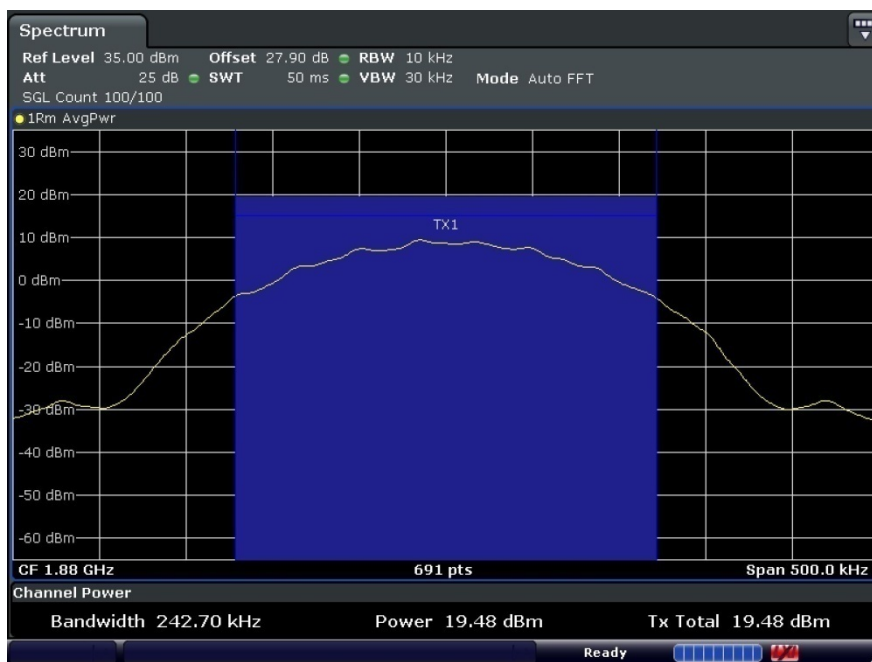 Spectrum
Ref Level 35.00 dBm Offset 27.90 dB RBW 10 kHz
Att 25 dB SWT 50 ms VBW 30 kHz Mode Auto FFT
SGL Count 100/100
1Rm AvgPwr
30 dBm
20 dBm
TX1
10 dBm
0 dBm
-10 dBm
-20 dBm
-30 dBm
-40 dBm
-50 dBm
-60 dBm
CF 1.88 GHz 691 pts Span 500.0 kHz
Channel Power
Bandwidth 242.70 kHz Power 19.48 dBm Tx Total 19.48 dBm
Ready